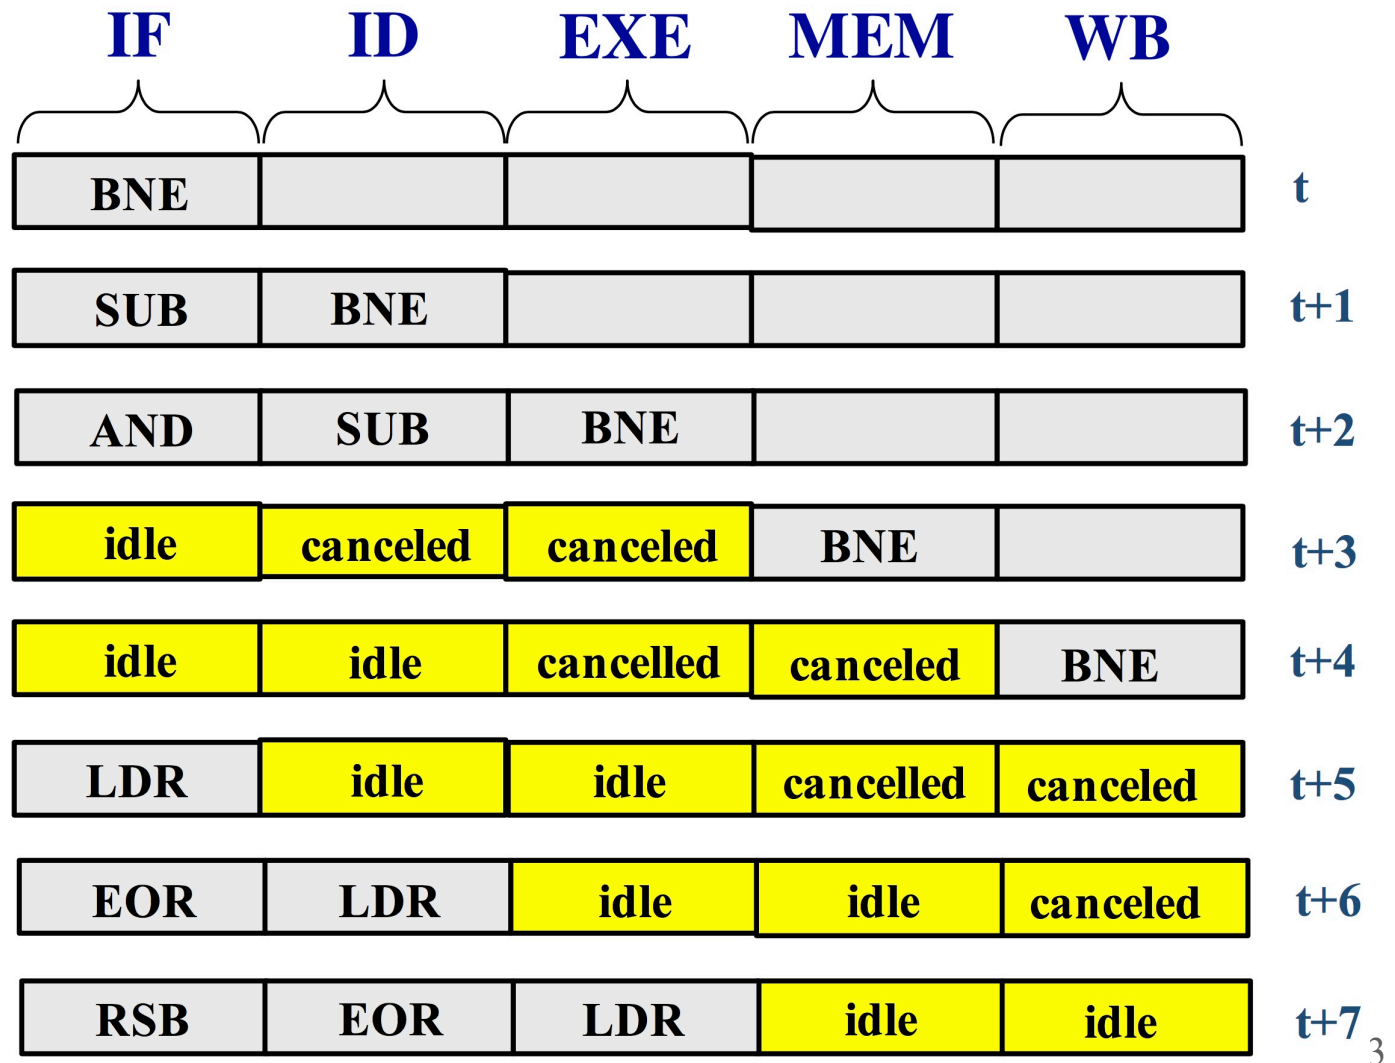 IF ID EXE MEM WB
BNE t
SUB BNE t+1
AND SUB BNE t+2
idle canceled canceled BNE t+3
idle idle cancelled canceled BNE t+4
LDR idle idle cancelled canceled t+5
EOR LDR idle idle canceled t+6
RSB EOR LDR idle idle t+7
3